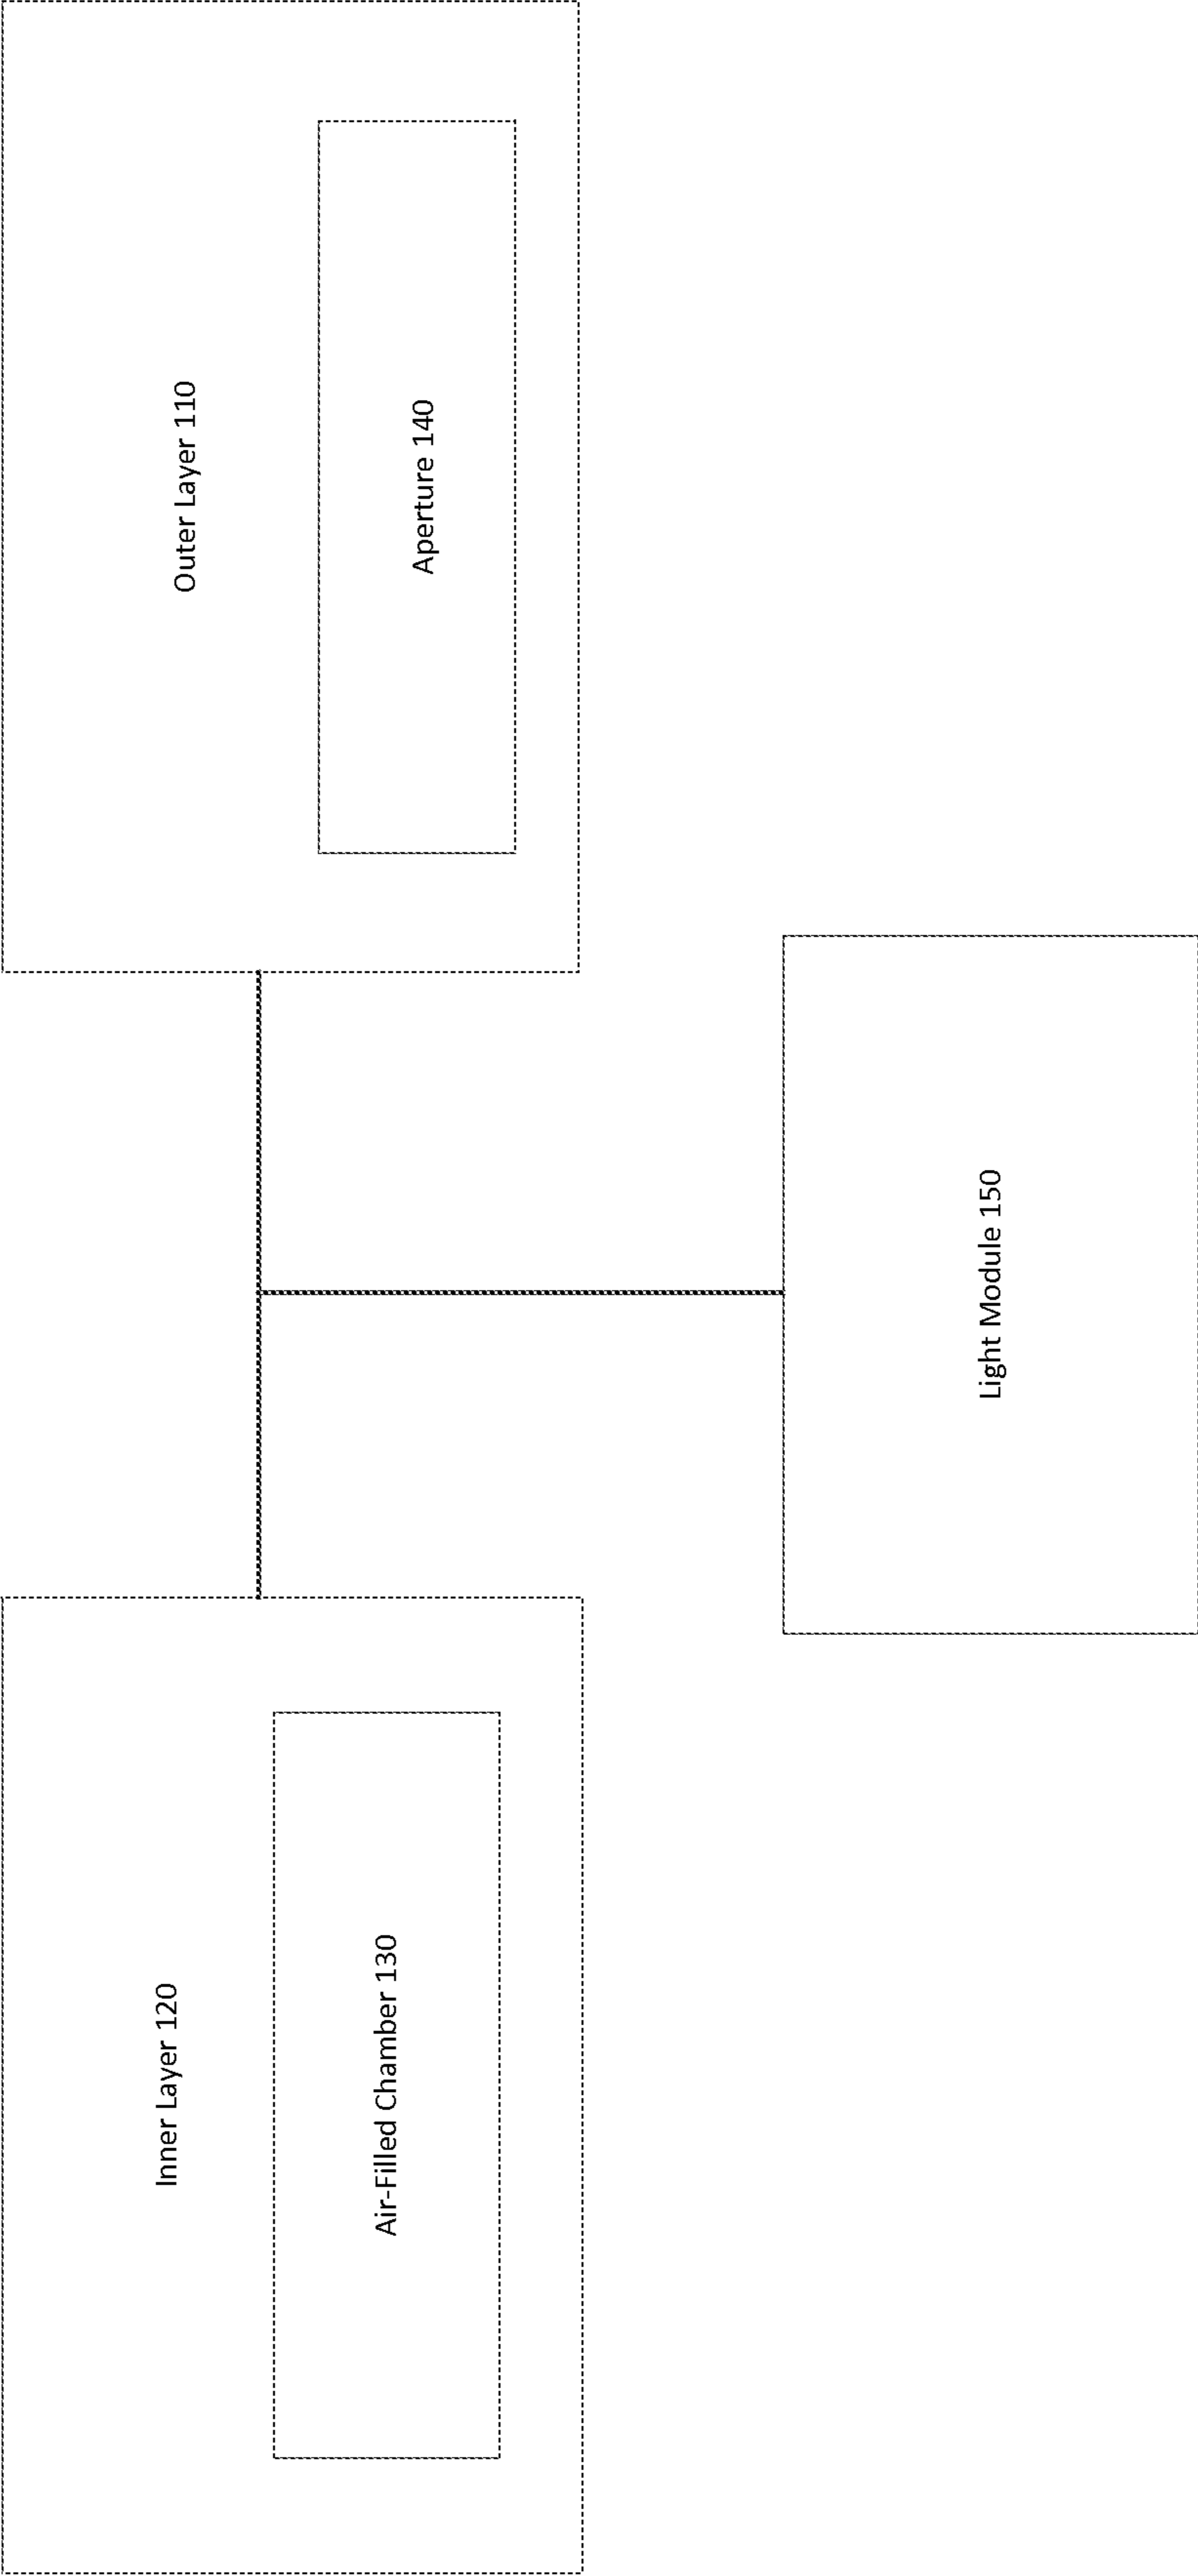 Inner Layer 120
Air-Filled Chamber 130
Outer Layer 110
Aperture 140
Light Module 150